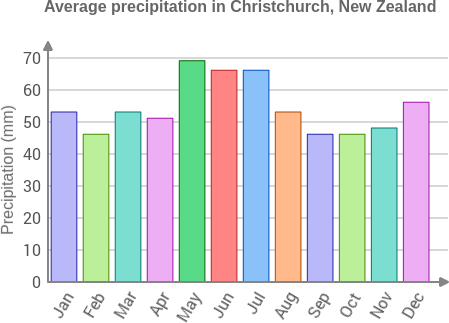 Average precipitation in Christchurch, New Zealand
Precipitation (mm)
70
60
50
40
30
20
10
0
Jan Feb Mar Apr May Jun Jul Aug Sep Oct Nov Dec